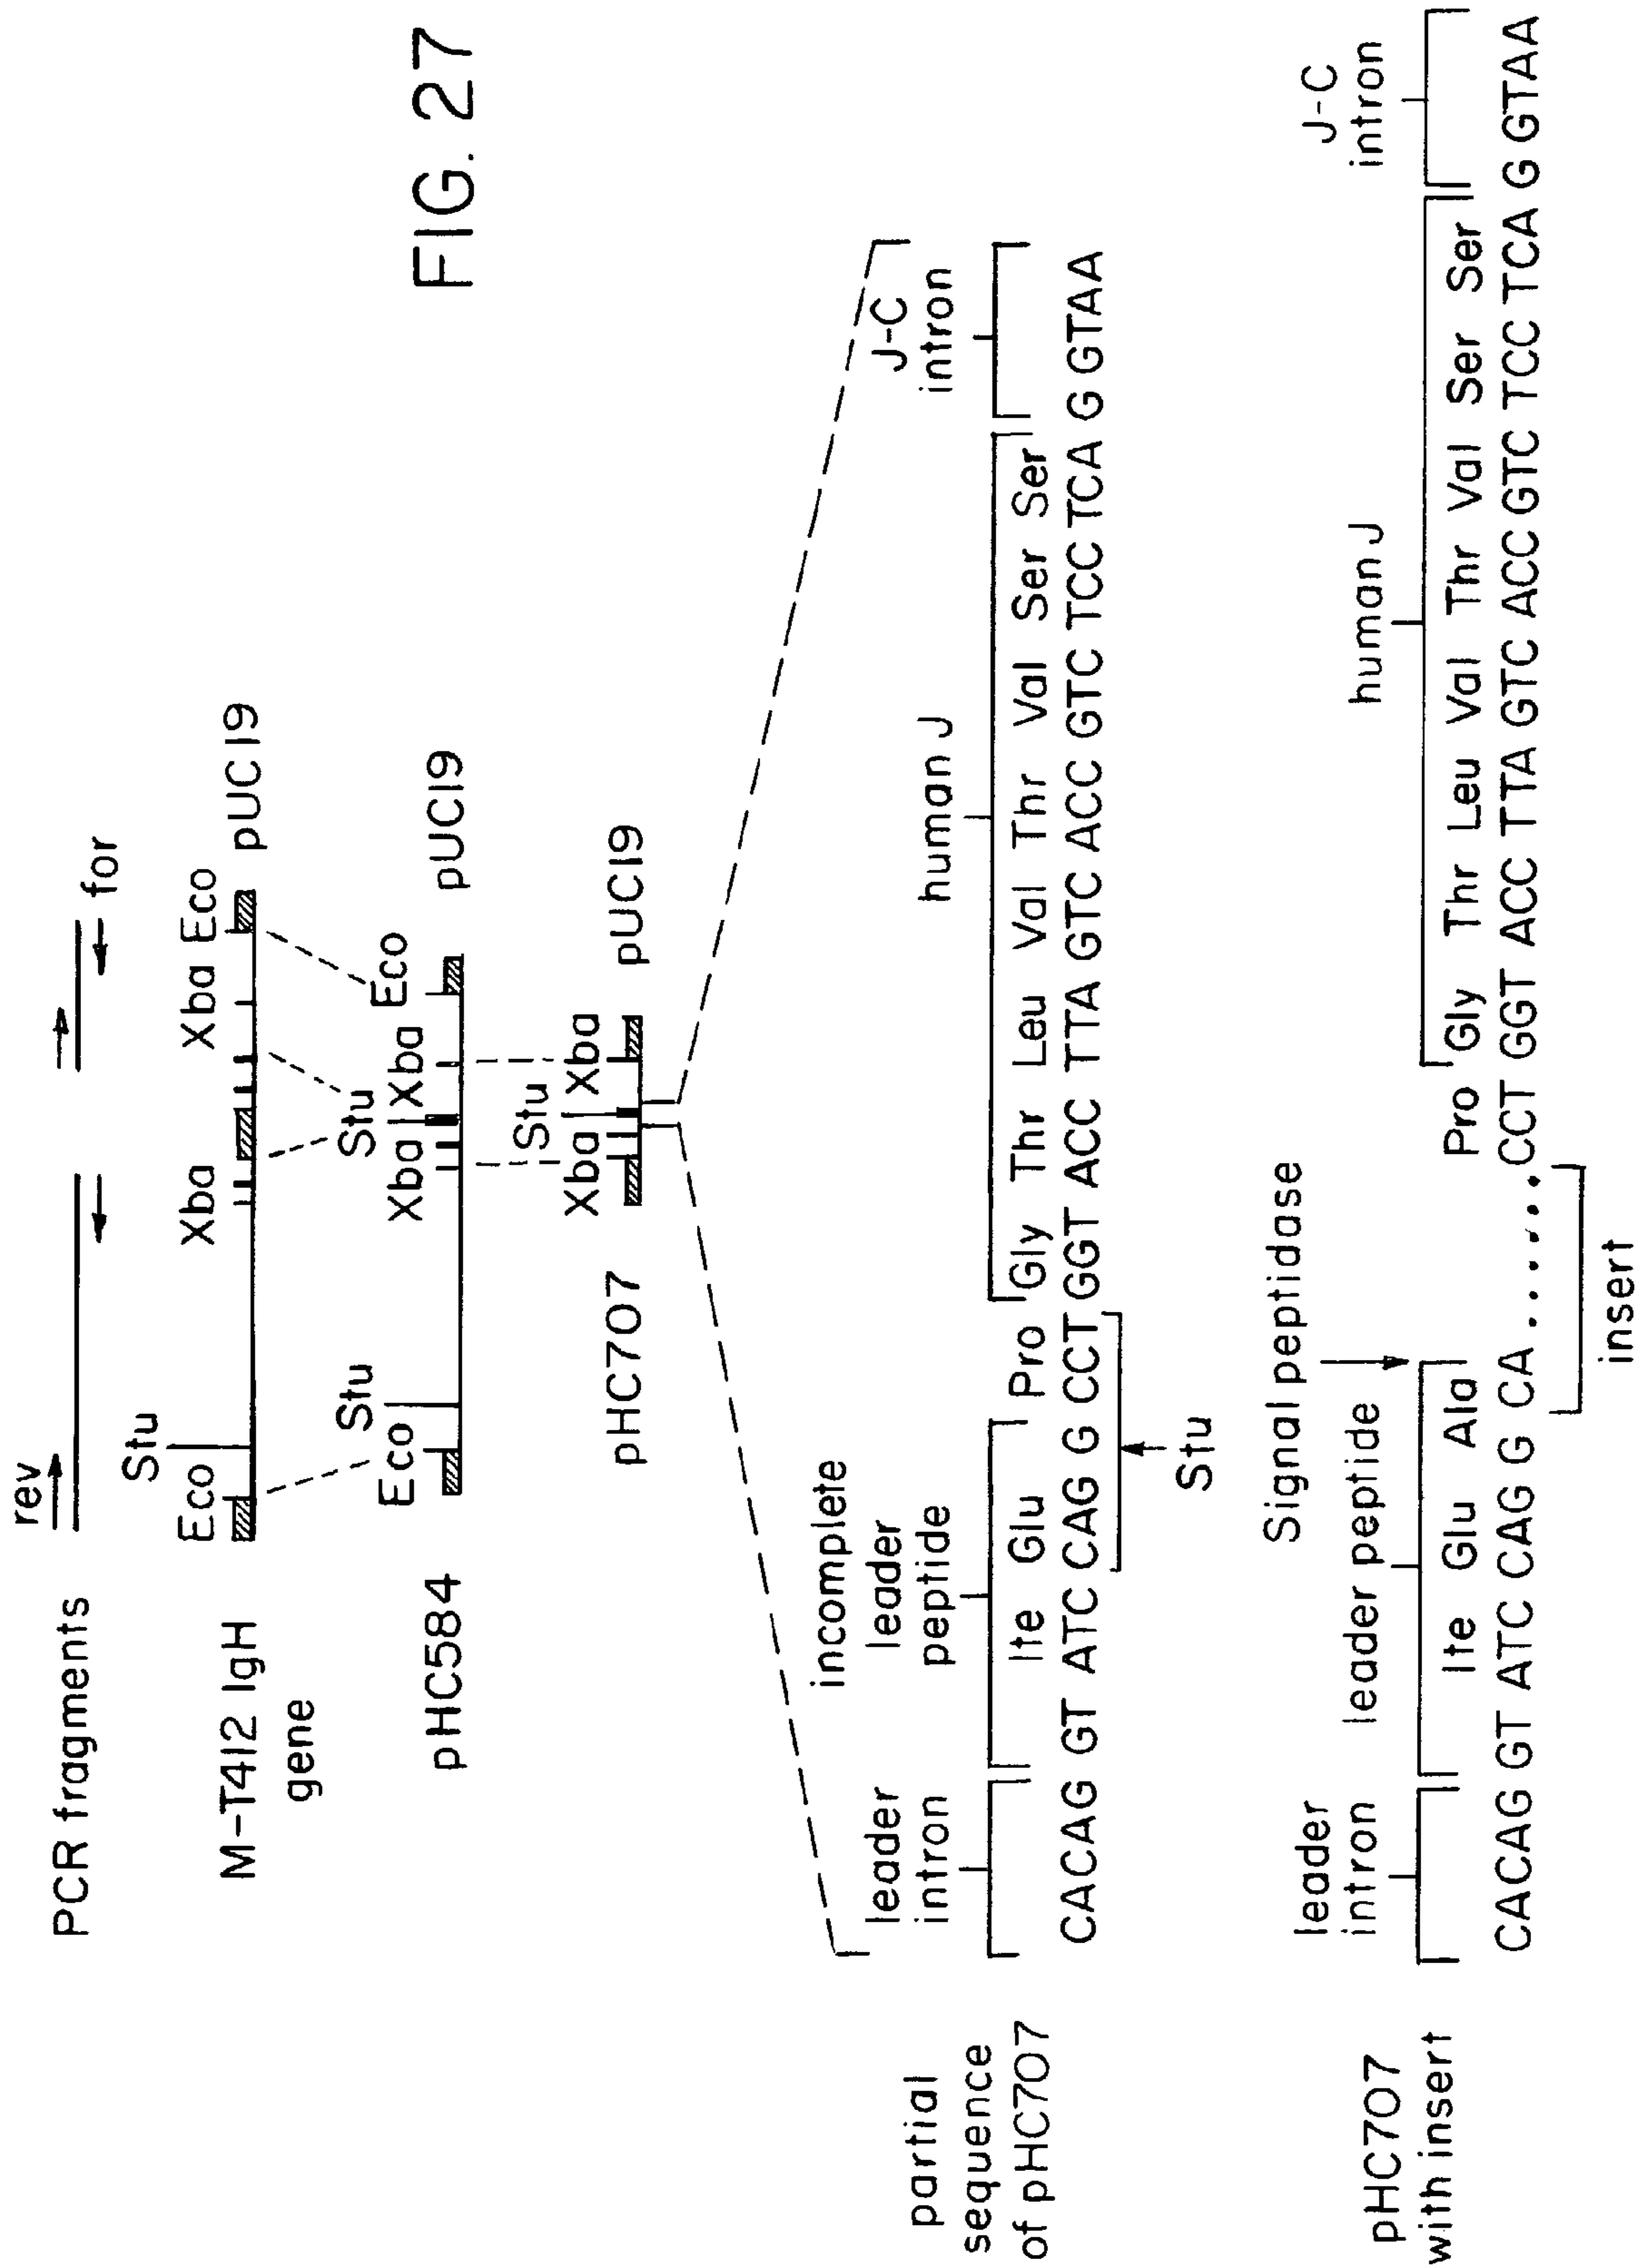 FIG. 27
PCR fragments
rev
for
M-T412 IgH
gene
Eco
Stu
Xba
Xba
Eco
pUC19
pHC584
Eco
Stu
Xba
Stu
Xba
Eco
pUC19
pHC707
Xba
Stu
Xba
pUC19
partial
sequence
of pHC707
leader
intron
incomplete
leader
peptide
human J
J-C
intron
Ite Glu Pro Gly Thr Leu Val Thr Val Ser Ser
CACAG GT ATC CAG G CCT GGT ACC TTA GTC ACC GTC TCC TCA G GTAA
Stu
pHC707
with insert
leader
intron
leader peptide
Signal peptidase
human J
J-C
intron
Ite Glu Ala Pro Gly Thr Leu Val Thr Val Ser Ser
CACAG GT ATC CAG G CA......CCT GGT ACC TTA GTC ACC GTC TCC TCA G GTAA
insert